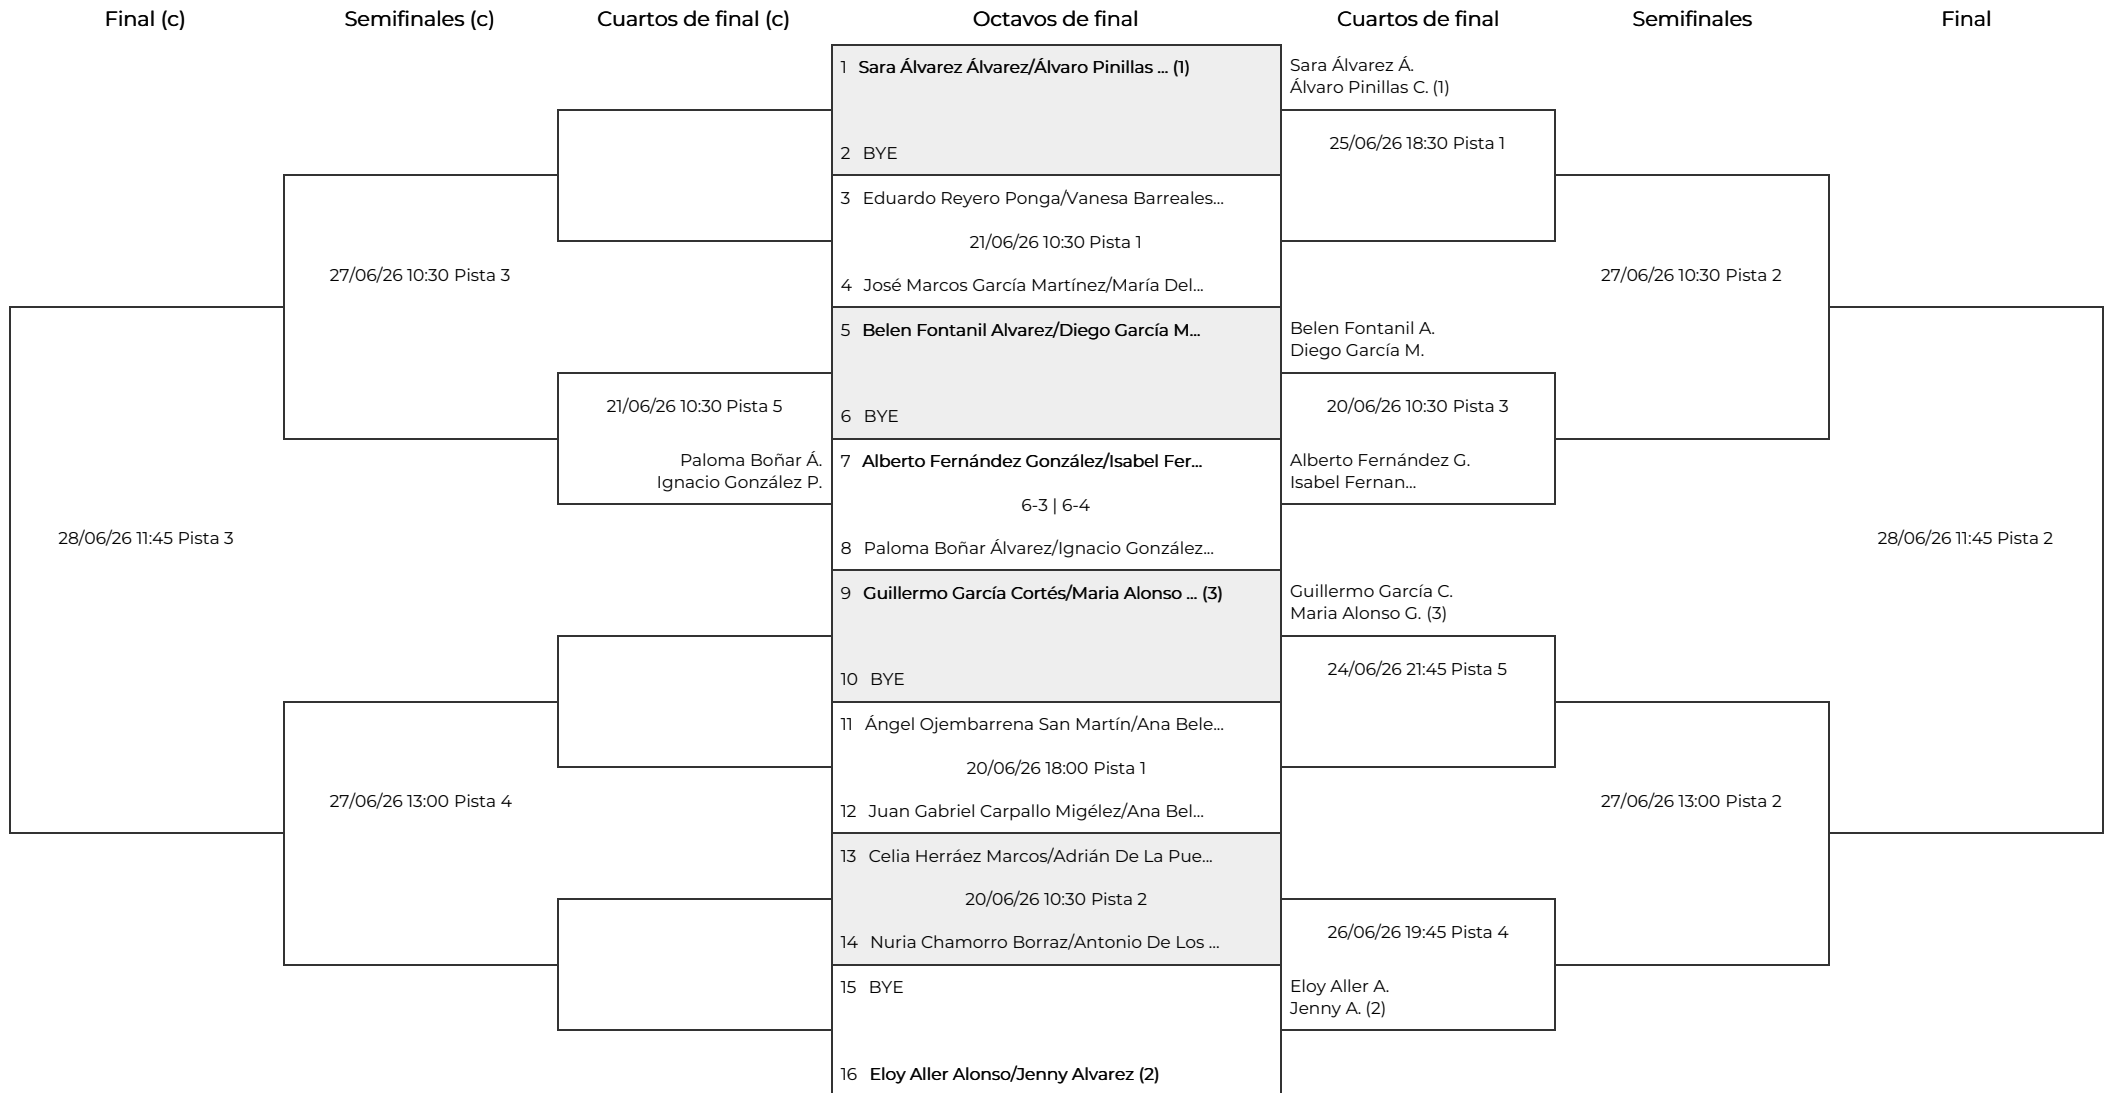 Final (c)
Semifinales (c)
Cuartos de final (c)
Octavos de final
Cuartos de final
Semifinales
Final
27/06/26 10:30 Pista 3
28/06/26 11:45 Pista 3
27/06/26 13:00 Pista 4
21/06/26 10:30 Pista 5
Paloma Boñar Á.
Ignacio González P.
1 Sara Álvarez Álvarez/Álvaro Pinillas ... (1)
2 BYE
3 Eduardo Reyero Ponga/Vanesa Barreales...
21/06/26 10:30 Pista 1
4 José Marcos García Martínez/María Del...
5 Belen Fontanil Alvarez/Diego García M...
6 BYE
7 Alberto Fernández González/Isabel Fer...
6-3 | 6-4
8 Paloma Boñar Álvarez/Ignacio González...
9 Guillermo García Cortés/Maria Alonso ... (3)
10 BYE
11 Ángel Ojembarrena San Martín/Ana Bele...
20/06/26 18:00 Pista 1
12 Juan Gabriel Carpallo Migélez/Ana Bel...
13 Celia Herráez Marcos/Adrián De La Pue...
20/06/26 10:30 Pista 2
14 Nuria Chamorro Borraz/Antonio De Los ...
15 BYE
16 Eloy Aller Alonso/Jenny Alvarez (2)
Sara Álvarez Á.
Álvaro Pinillas C. (1)
25/06/26 18:30 Pista 1
Belen Fontanil A.
Diego García M.
20/06/26 10:30 Pista 3
Alberto Fernández G.
Isabel Fernan...
Guillermo García C.
Maria Alonso G. (3)
24/06/26 21:45 Pista 5
26/06/26 19:45 Pista 4
Eloy Aller A.
Jenny A. (2)
27/06/26 10:30 Pista 2
27/06/26 13:00 Pista 2
28/06/26 11:45 Pista 2